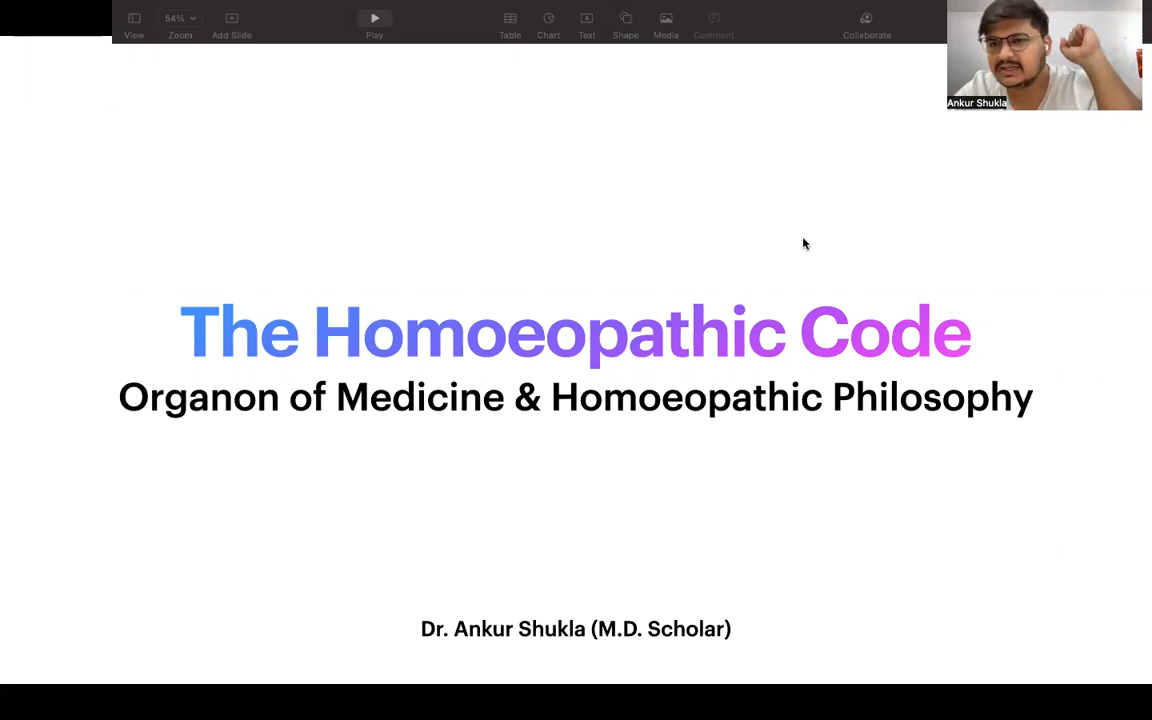 54%
View
Zoom
Add Slide
Play
Table
Chart
Text
Shape
Media
Comment
Collaborate
Ankur Shukla
The Homoeopathic Code
Organon of Medicine & Homoeopathic Philosophy
Dr. Ankur Shukla (M.D. Scholar)